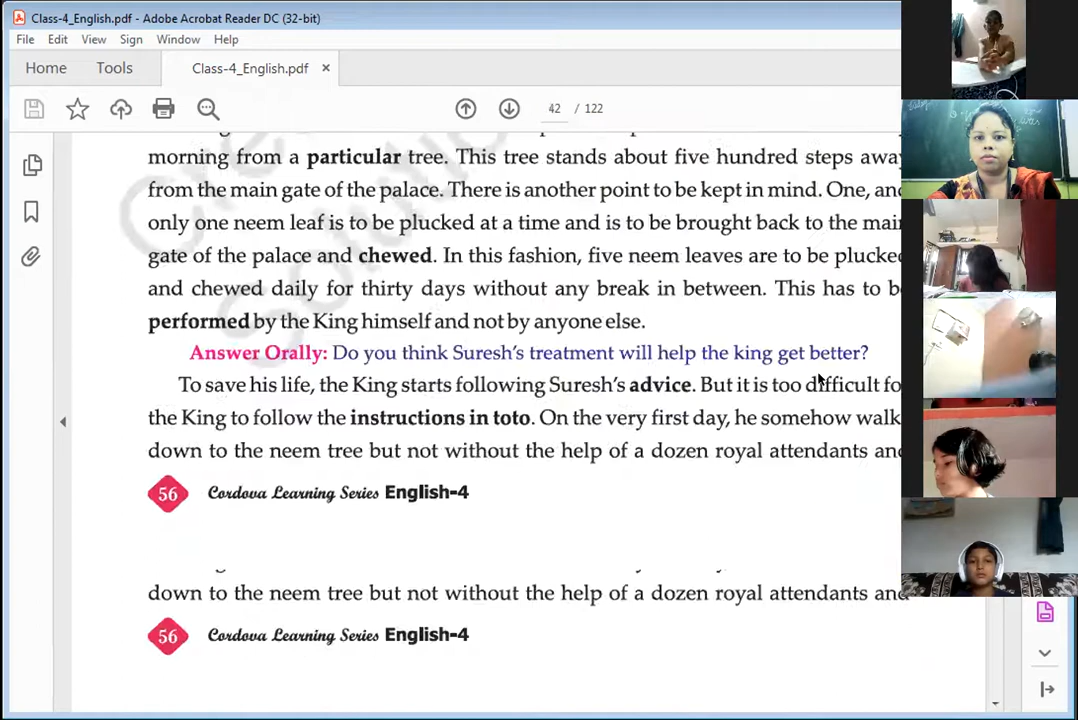 Class-4_English.pdf - Adobe Acrobat Reader DC (32-bit)
File Edit View Sign Window Help
Home Tools Class-4_English.pdf ×
42 / 122
morning from a particular tree. This tree stands about five hundred steps away
from the main gate of the palace. There is another point to be kept in mind. One, and
only one neem leaf is to be plucked at a time and is to be brought back to the main
gate of the palace and chewed. In this fashion, five neem leaves are to be plucked
and chewed daily for thirty days without any break in between. This has to be
performed by the King himself and not by anyone else.
Answer Orally: Do you think Suresh's treatment will help the king get better?
To save his life, the King starts following Suresh's advice. But it is too difficult fo
the King to follow the instructions in toto. On the very first day, he somehow walk
down to the neem tree but not without the help of a dozen royal attendants and
56 Cordova Learning Series English-4
down to the neem tree but not without the help of a dozen royal attendants and
56 Cordova Learning Series English-4